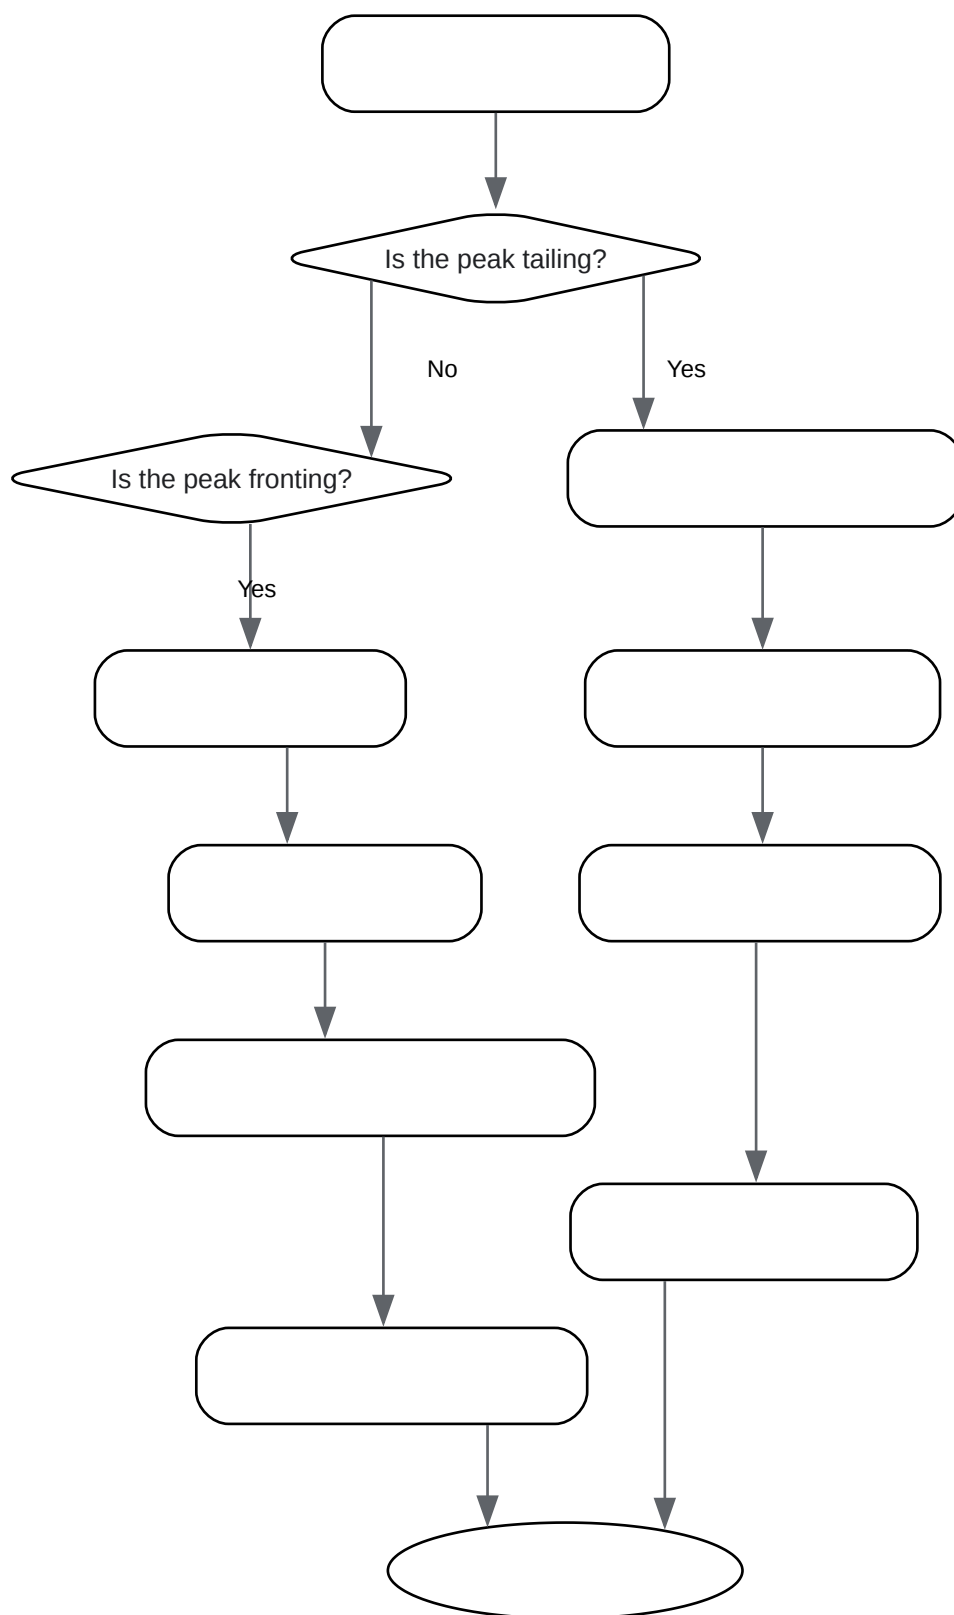 Is the peak tailing?
No
Yes
Is the peak fronting?
Yes